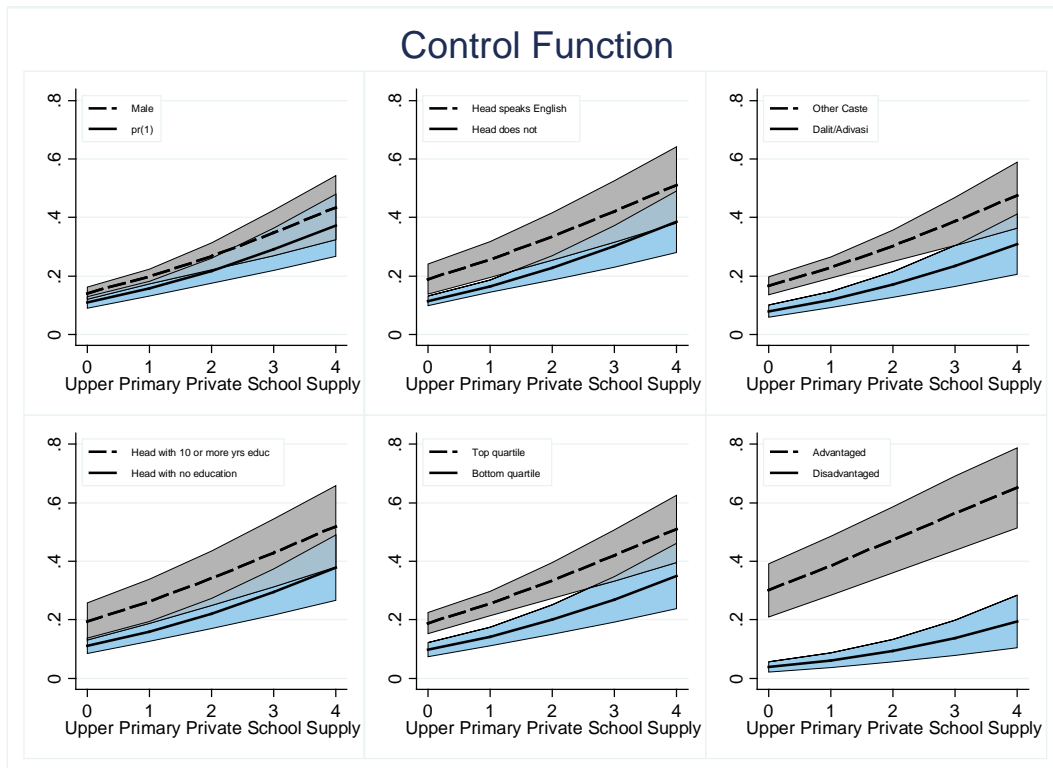 Control Function
.8
.6
.4
.2
0
Male
pr(1)
0 1 2 3 4
Upper Primary Private School Supply
.8
.6
.4
.2
0
Head speaks English
Head does not
0 1 2 3 4
Upper Primary Private School Supply
.8
.6
.4
.2
0
Other Caste
Dalit/Adivasi
0 1 2 3 4
Upper Primary Private School Supply
.8
.6
.4
.2
0
Head with 10 or more yrs educ
Head with no education
0 1 2 3 4
Upper Primary Private School Supply
.8
.6
.4
.2
0
Top quartile
Bottom quartile
0 1 2 3 4
Upper Primary Private School Supply
.8
.6
.4
.2
0
Advantaged
Disadvantaged
0 1 2 3 4
Upper Primary Private School Supply